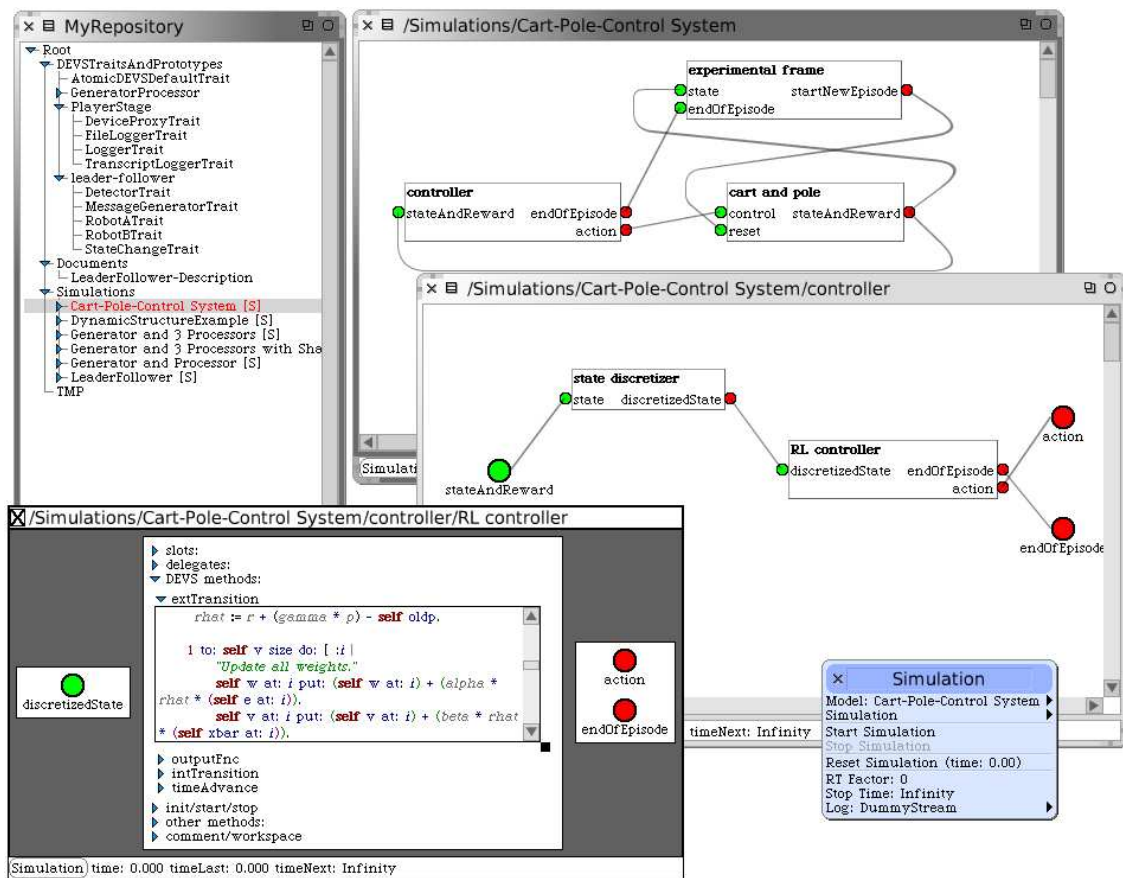 MyRepository
Root
DEVSTraitsAndPrototypes
AtomicDEVSDefaultTrait
GeneratorProcessor
PlayerStage
DeviceProxyTrait
FileLoggerTrait
LoggerTrait
TranscriptLoggerTrait
leader-follower
DetectorTrait
MessageGeneratorTrait
RobotATrait
RobotBTrait
StateChangeTrait
Documents
LeaderFollower-Description
Simulations
Cart-Pole-Control System [S]
DynamicStructureExample [S]
Generator and 3 Processors [S]
Generator and 3 Processors with Sha
Generator and Processor [S]
LeaderFollower [S]
TMP
/Simulations/Cart-Pole-Control System
experimental frame
state startNewEpisode
endOfEpisode
controller
stateAndReward endOfEpisode
action
cart and pole
control stateAndReward
reset
Simulati
/Simulations/Cart-Pole-Control System/controller
state discretizer
state discretizedState
stateAndReward
RL controller
discretizedState endOfEpisode
action
action
endOfEpisode
timeNext: Infinity
/Simulations/Cart-Pole-Control System/controller/RL controller
discretizedState
slots:
delegates:
DEVS methods:
extTransition
rhat := r + (gamma * p) - self oldp.
1 to: self v size do: [ :i |
"Update all weights."
self w at: i put: (self w at: i) + (alpha *
rhat * (self e at: i)).
self v at: i put: (self v at: i) + (beta * rhat
* (self xbar at: i)).
outputFnc
intTransition
timeAdvance
init/start/stop
other methods:
comment/workspace
action
endOfEpisode
Simulation time: 0.000 timeLast: 0.000 timeNext: Infinity
Simulation
Model: Cart-Pole-Control System
Simulation
Start Simulation
Stop Simulation
Reset Simulation (time: 0.00)
RT Factor: 0
Stop Time: Infinity
Log: DummyStream